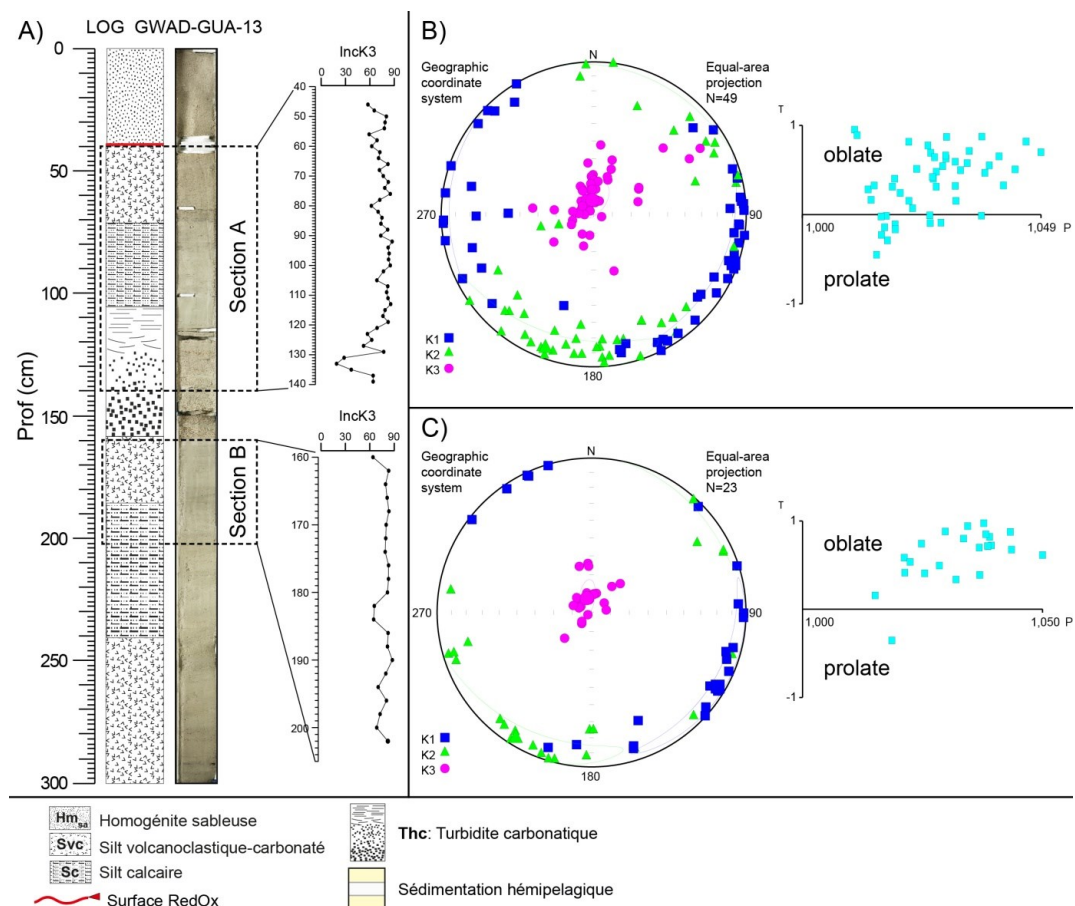 A)
LOG GWAD-GUA-13
Prof (cm)
0
50
100
150
200
250
300
Section A
Section B
IncK3
0 30 60 90
40
50
60
70
80
90
100
110
120
130
140
IncK3
0 30 60 90
160
170
180
190
200
B)
Geographic coordinate system
N
Equal-area projection
N=49
270
90
180
K1
K2
K3
T
1
oblate
1,000
1,049 P
prolate
-1
C)
Geographic coordinate system
N
Equal-area projection
N=23
270
90
180
K1
K2
K3
T
1
oblate
1,000
1,050 P
prolate
-1
Hmsa Homogénite sableuse
Svc Silt volcanoclastique-carbonaté
Sc Silt calcaire
Surface RedOx
Thc: Turbidite carbonatique
Sédimentation hémipelagique